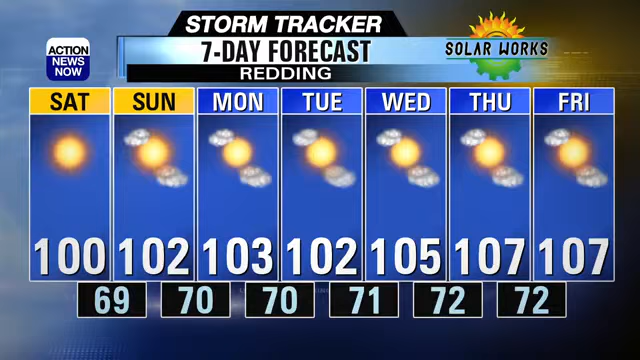 STORM TRACKER
ACTION NEWS NOW
7-DAY FORECAST
SOLAR WORKS
REDDING
SAT SUN MON TUE WED THU FRI
100 102 103 102 105 107 107
69 70 70 71 72 72